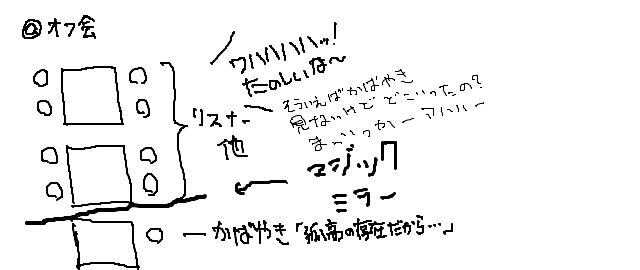 @オフ会
ワハハハハッ!
たのしいな〜
そういえばかばやき
見ないけどどこいったの?
まぁいっかーアハハー
リスナー
他
マジック
ミラー
かばやき「孤高の存在だから…」